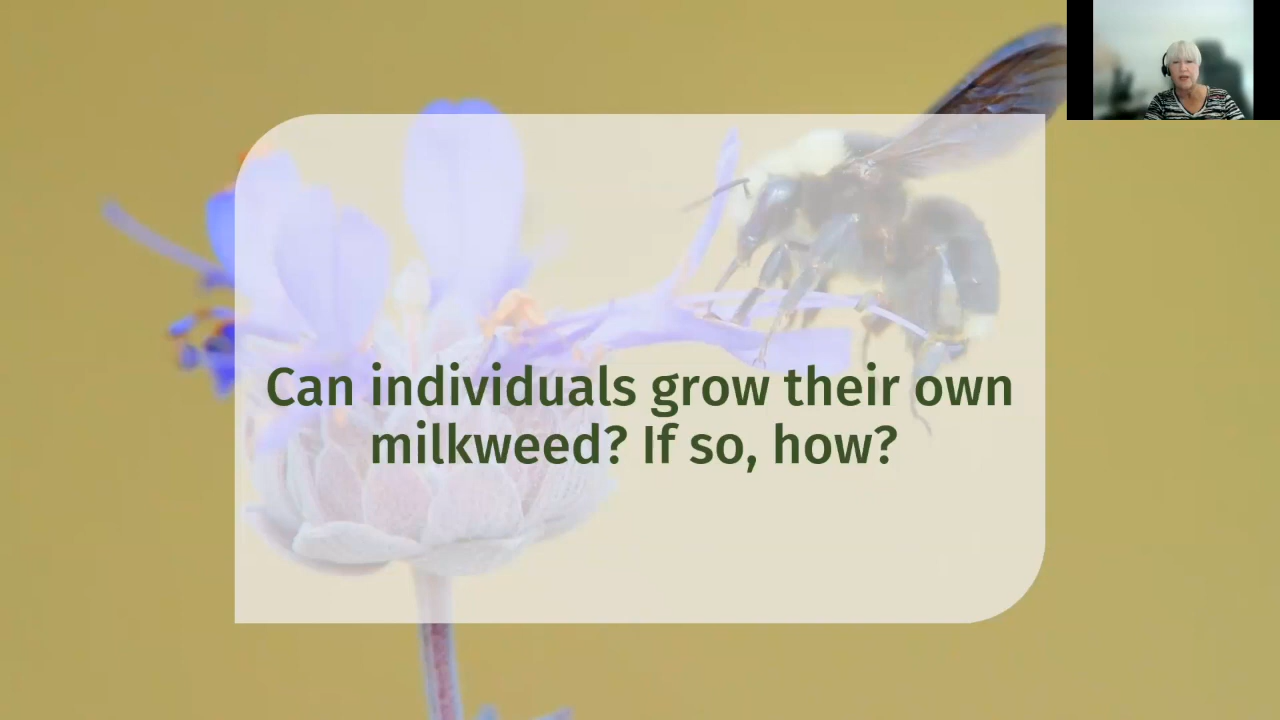 Can individuals grow their own
milkweed? If so, how?